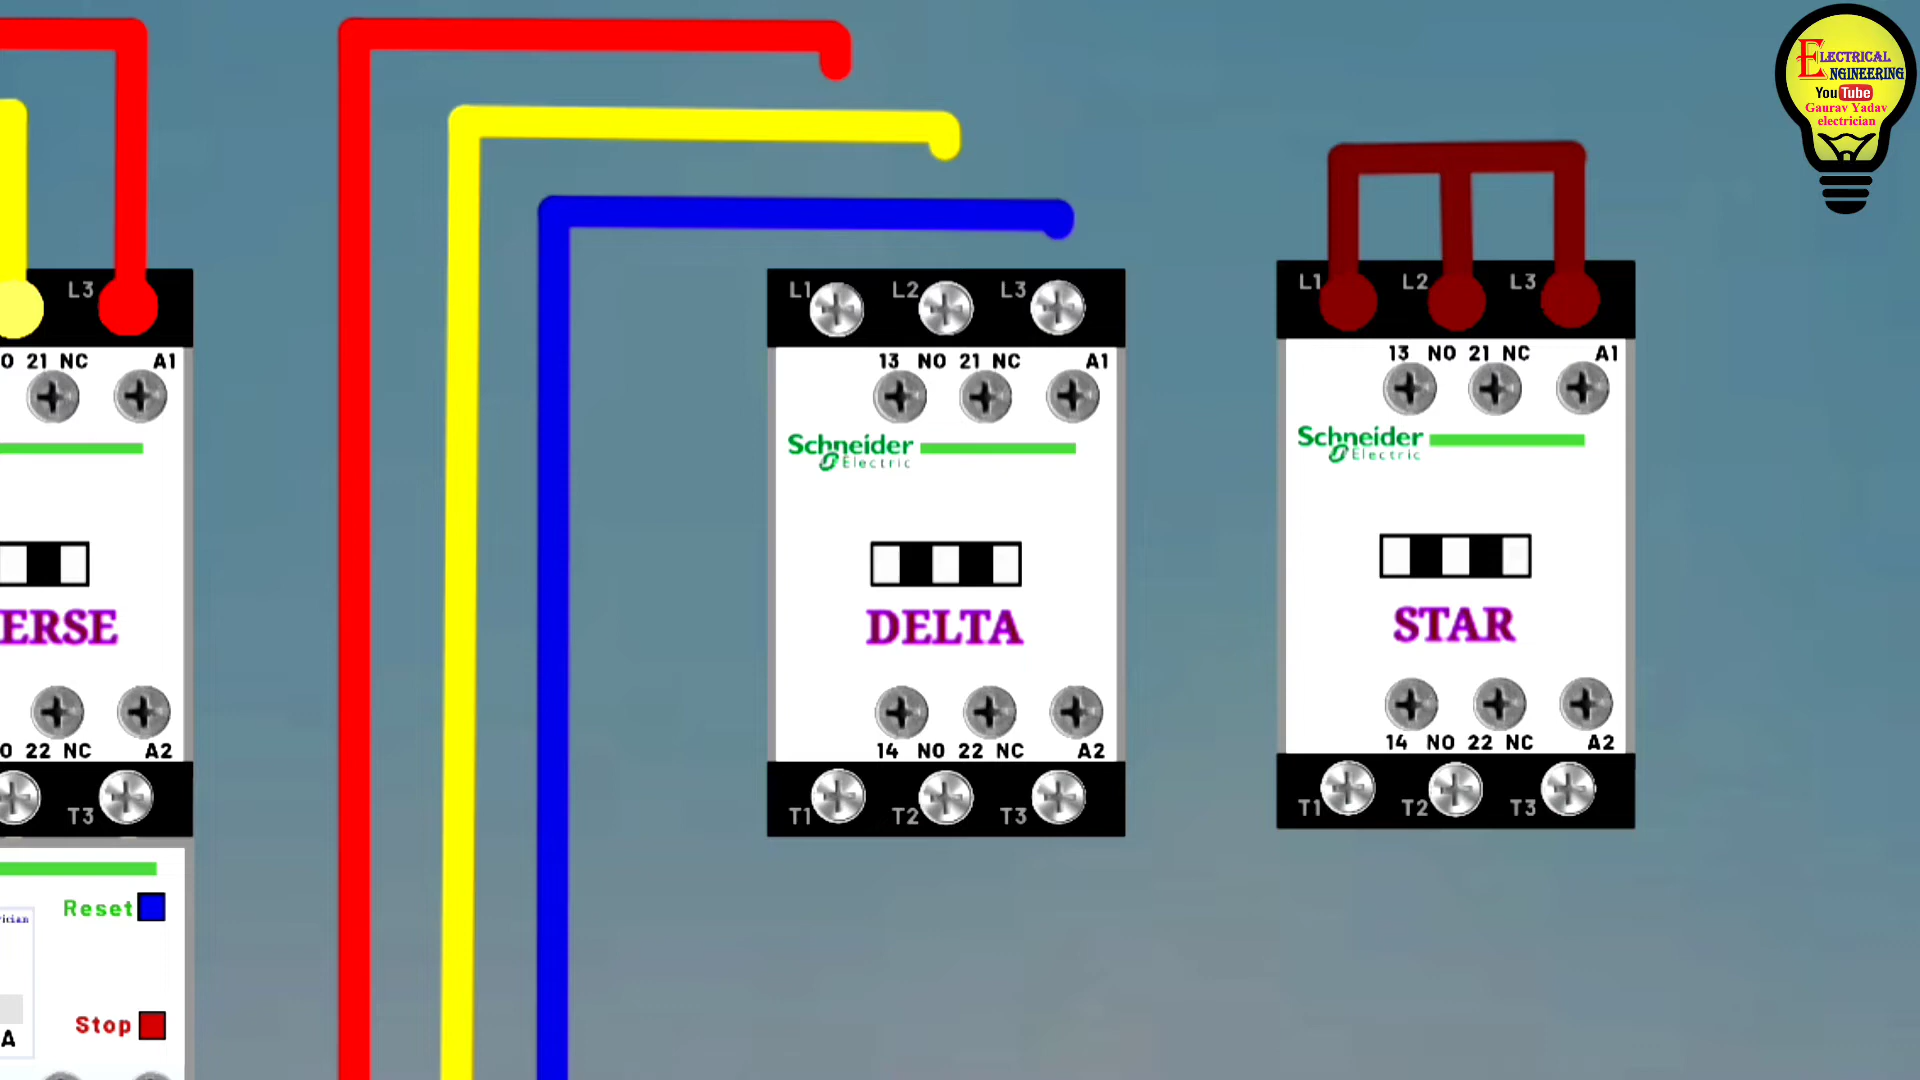 ELECTRICAL
ENGINEERING
YouTube
Gaurav Yadav
electrician
L3
O 21 NC A1
ERSE
O 22 NC A2
T3
ician
Reset
Stop
A
L1 L2 L3
13 NO 21 NC A1
Schneider
Electric
DELTA
14 NO 22 NC A2
T1 T2 T3
L1 L2 L3
13 NO 21 NC A1
Schneider
Electric
STAR
14 NO 22 NC A2
T1 T2 T3